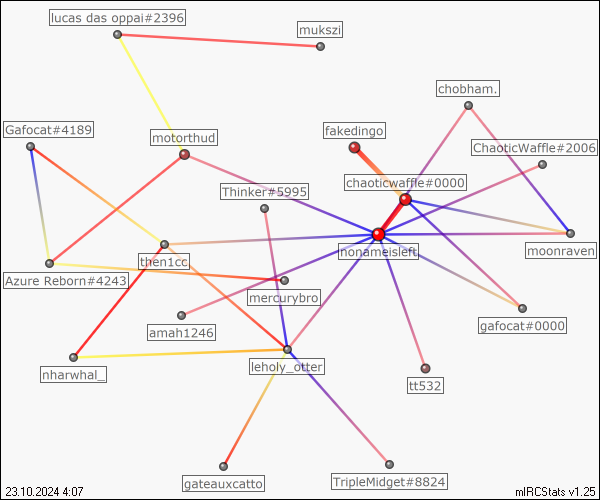 lucas das oppai#2396
mukszi
chobham.
Gafocat#4189
motorthud
fakedingo
ChaoticWaffle#2006
chaoticwaffle#0000
Thinker#5995
nonameisleft
moonraven
then1cc
Azure Reborn#4243
mercurybro
amah1246
gafocat#0000
nharwhal_
leholy_otter
tt532
gateauxcatto
TripleMidget#8824
23.10.2024 4:07
mIRCStats v1.25